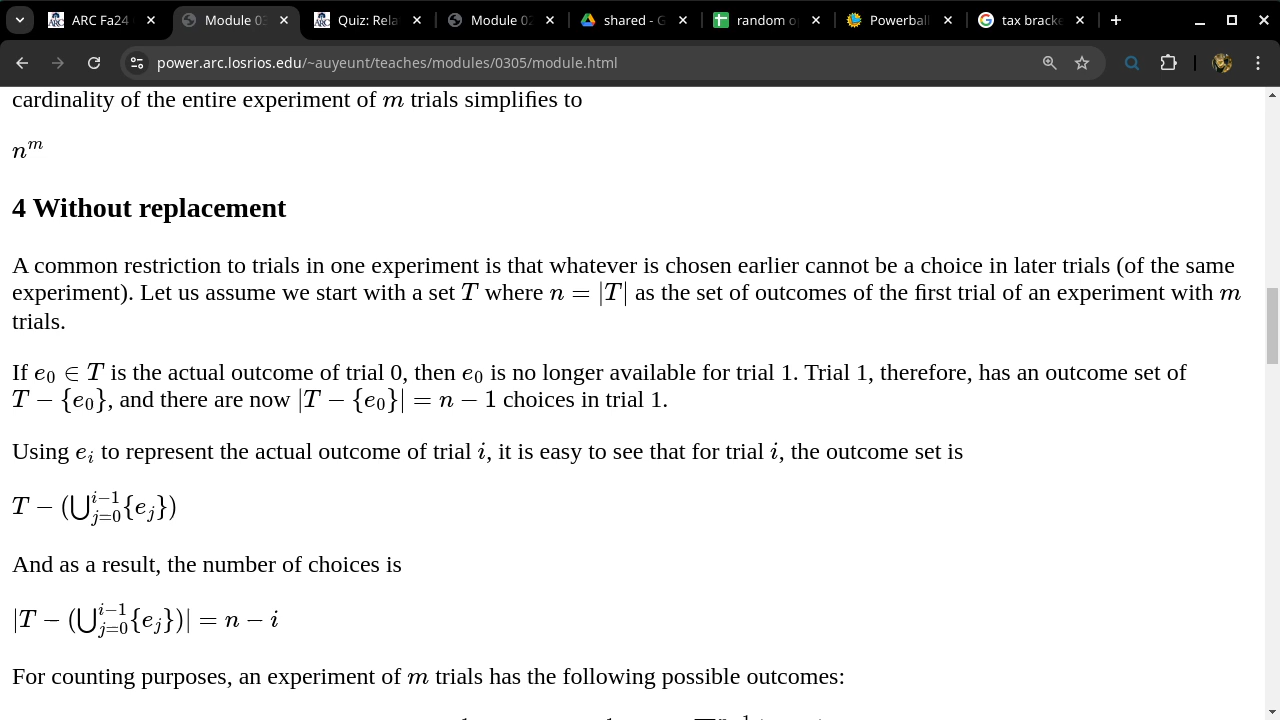 ARC Fa24
Module 03
Quiz: Rela
Module 02
shared - G
random o
Powerball
tax bracke
power.arc.losrios.edu/~auyeunt/teaches/modules/0305/module.html
cardinality of the entire experiment of m trials simplifies to
n^m
4 Without replacement
A common restriction to trials in one experiment is that whatever is chosen earlier cannot be a choice in later trials (of the same
experiment). Let us assume we start with a set T where n = |T| as the set of outcomes of the first trial of an experiment with m
trials.
If e₀ ∈ T is the actual outcome of trial 0, then e₀ is no longer available for trial 1. Trial 1, therefore, has an outcome set of
T − {e₀}, and there are now |T − {e₀}| = n − 1 choices in trial 1.
Using eᵢ to represent the actual outcome of trial i, it is easy to see that for trial i, the outcome set is
T − (⋃_{j=0}^{i−1}{e_j})
And as a result, the number of choices is
|T − (⋃_{j=0}^{i−1}{e_j})| = n − i
For counting purposes, an experiment of m trials has the following possible outcomes: